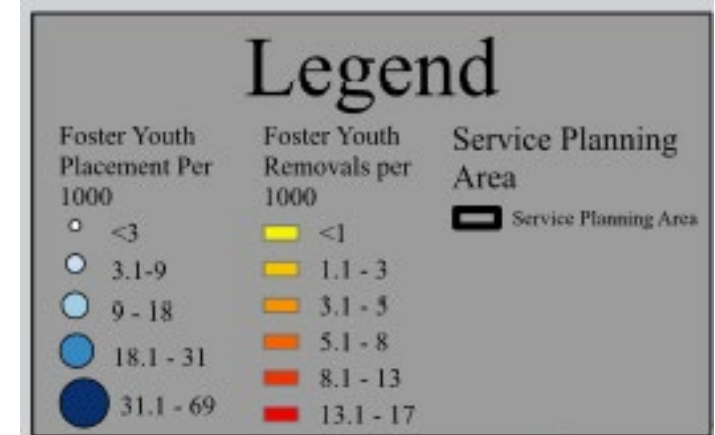 Legend
Foster Youth
Placement Per
1000
<3
3.1-9
9 - 18
18.1 - 31
31.1 - 69
Foster Youth
Removals per
1000
<1
1.1 - 3
3.1 - 5
5.1 - 8
8.1 - 13
13.1 - 17
Service Planning
Area
Service Planning Area